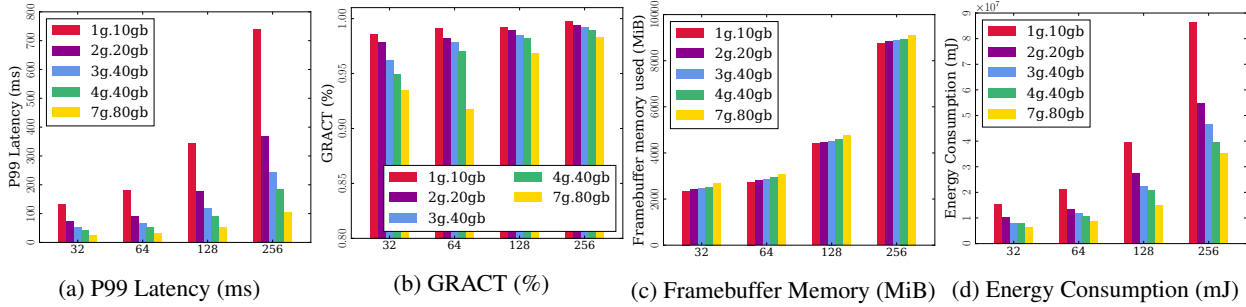 P99 Latency (ms)
800
700
600
500
400
300
200
100
0
1g.10gb
2g.20gb
3g.40gb
4g.40gb
7g.80gb
32 64 128 256
(a) P99 Latency (ms)
GRACT (%)
1.00
0.95
0.90
0.85
0.80
1g.10gb
2g.20gb
3g.40gb
4g.40gb
7g.80gb
32 64 128 256
(b) GRACT (%)
Framebuffer memory used (MiB)
10000
8000
6000
4000
2000
0
1g.10gb
2g.20gb
3g.40gb
4g.40gb
7g.80gb
32 64 128 256
(c) Framebuffer Memory (MiB)
Energy Consumption (mJ)
1e7
9
8
7
6
5
4
3
2
1
0
1g.10gb
2g.20gb
3g.40gb
4g.40gb
7g.80gb
32 64 128 256
(d) Energy Consumption (mJ)